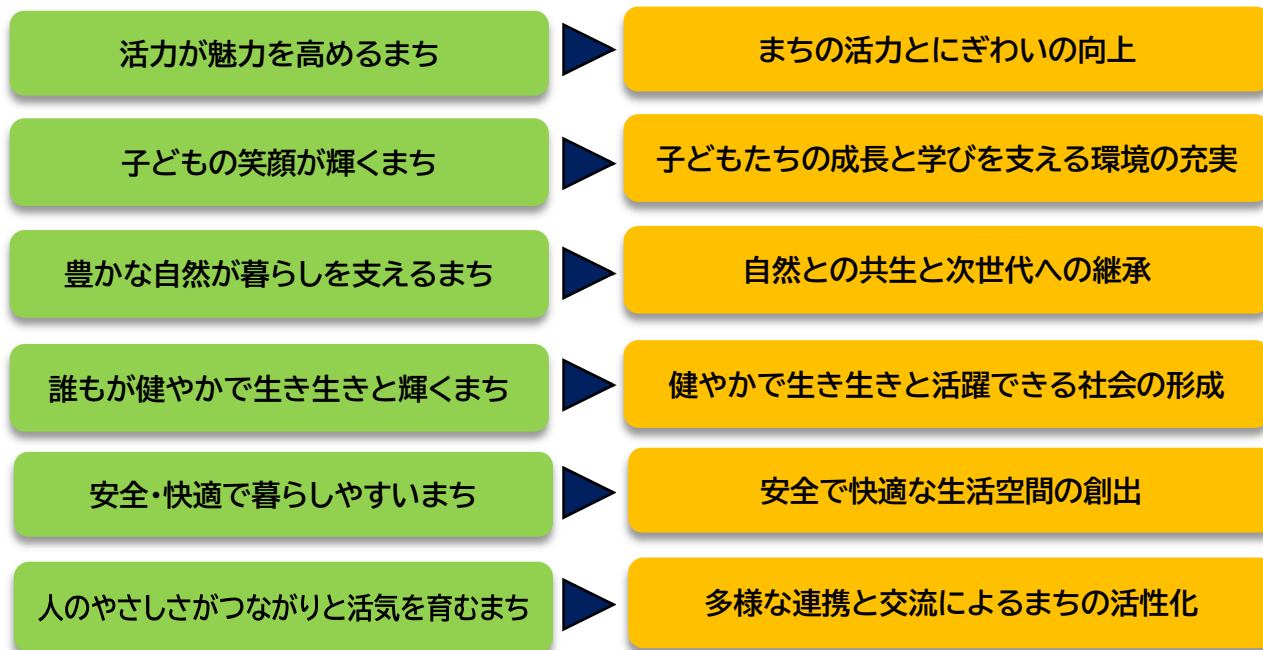 活力が魅力を高めるまち
まちの活力とにぎわいの向上
子どもの笑顔が輝くまち
子どもたちの成長と学びを支える環境の充実
豊かな自然が暮らしを支えるまち
自然との共生と次世代への継承
誰もが健やかで生き生きと輝くまち
健やかで生き生きと活躍できる社会の形成
安全・快適で暮らしやすいまち
安全で快適な生活空間の創出
人のやさしさがつながりと活気を育むまち
多様な連携と交流によるまちの活性化